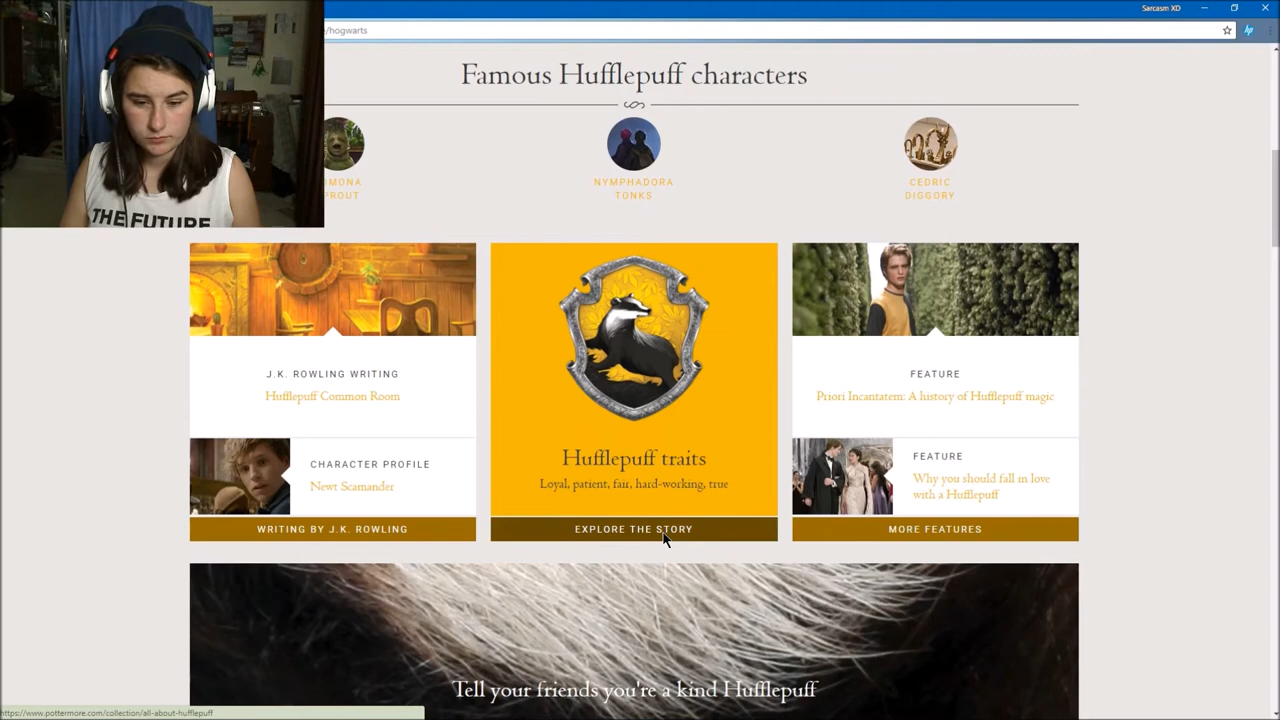 Sarcasm XD
/hogwarts
Famous Hufflepuff characters
NYMPHADORA
TONKS
CEDRIC
DIGGORY
THE FUTURE
J.K. ROWLING WRITING
Hufflepuff Common Room
CHARACTER PROFILE
Newt Scamander
WRITING BY J.K. ROWLING
Hufflepuff traits
Loyal, patient, fair, hard-working, true
EXPLORE THE STORY
FEATURE
Priori Incantatem: A history of Hufflepuff magic
FEATURE
Why you should fall in love
with a Hufflepuff
MORE FEATURES
Tell your friends you're a kind Hufflepuff
https://www.pottermore.com/collection/all-about-hufflepuff